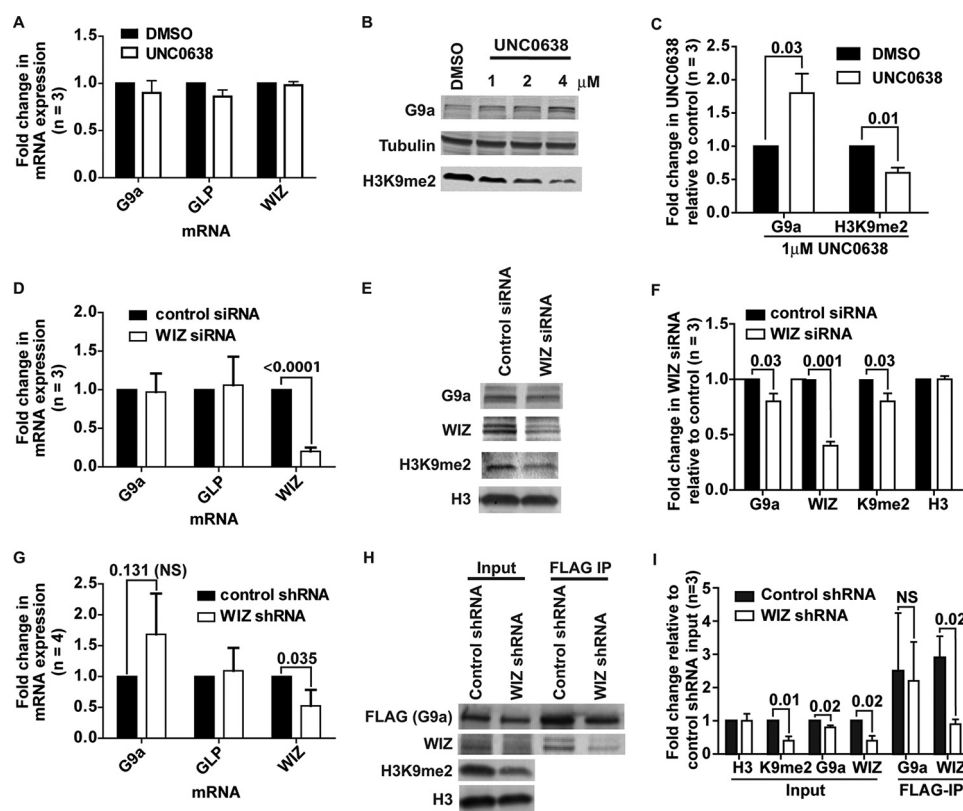 A
DMSO
UNC0638
Fold change in
mRNA expression
(n = 3)
1.5
1.0
0.5
0.0
G9a
GLP
WIZ
mRNA
B
DMSO
UNC0638
1 2 4 µM
G9a
Tubulin
H3K9me2
C
DMSO
UNC0638
Fold change in UNC0638
relative to control (n = 3)
2.5
2.0
1.5
1.0
0.5
0.0
0.03
0.01
G9a H3K9me2
1µM UNC0638
D
control siRNA
WIZ siRNA
Fold change in
mRNA expression
(n = 3)
2.0
1.5
1.0
0.5
0.0
<0.0001
G9a
GLP
WIZ
mRNA
E
Control siRNA
WIZ siRNA
G9a
WIZ
H3K9me2
H3
F
control siRNA
WIZ siRNA
Fold change in WIZ siRNA
relative to control (n = 3)
1.5
1.0
0.5
0.0
0.03
0.001
0.03
G9a WIZ K9me2 H3
G
0.131 (NS)
control shRNA
WIZ shRNA
Fold change in
mRNA expression
(n = 4)
2.5
2.0
1.5
1.0
0.5
0.0
0.035
G9a
GLP
WIZ
mRNA
H
Input FLAG IP
Control shRNA
WIZ shRNA
Control shRNA
WIZ shRNA
FLAG (G9a)
WIZ
H3K9me2
H3
I
Control shRNA
WIZ shRNA
Fold change relative to
control shRNA input (n=3)
5
4
3
2
1
0
NS
0.02
0.01
0.02
0.02
H3 K9me2 G9a WIZ G9a WIZ
Input FLAG-IP